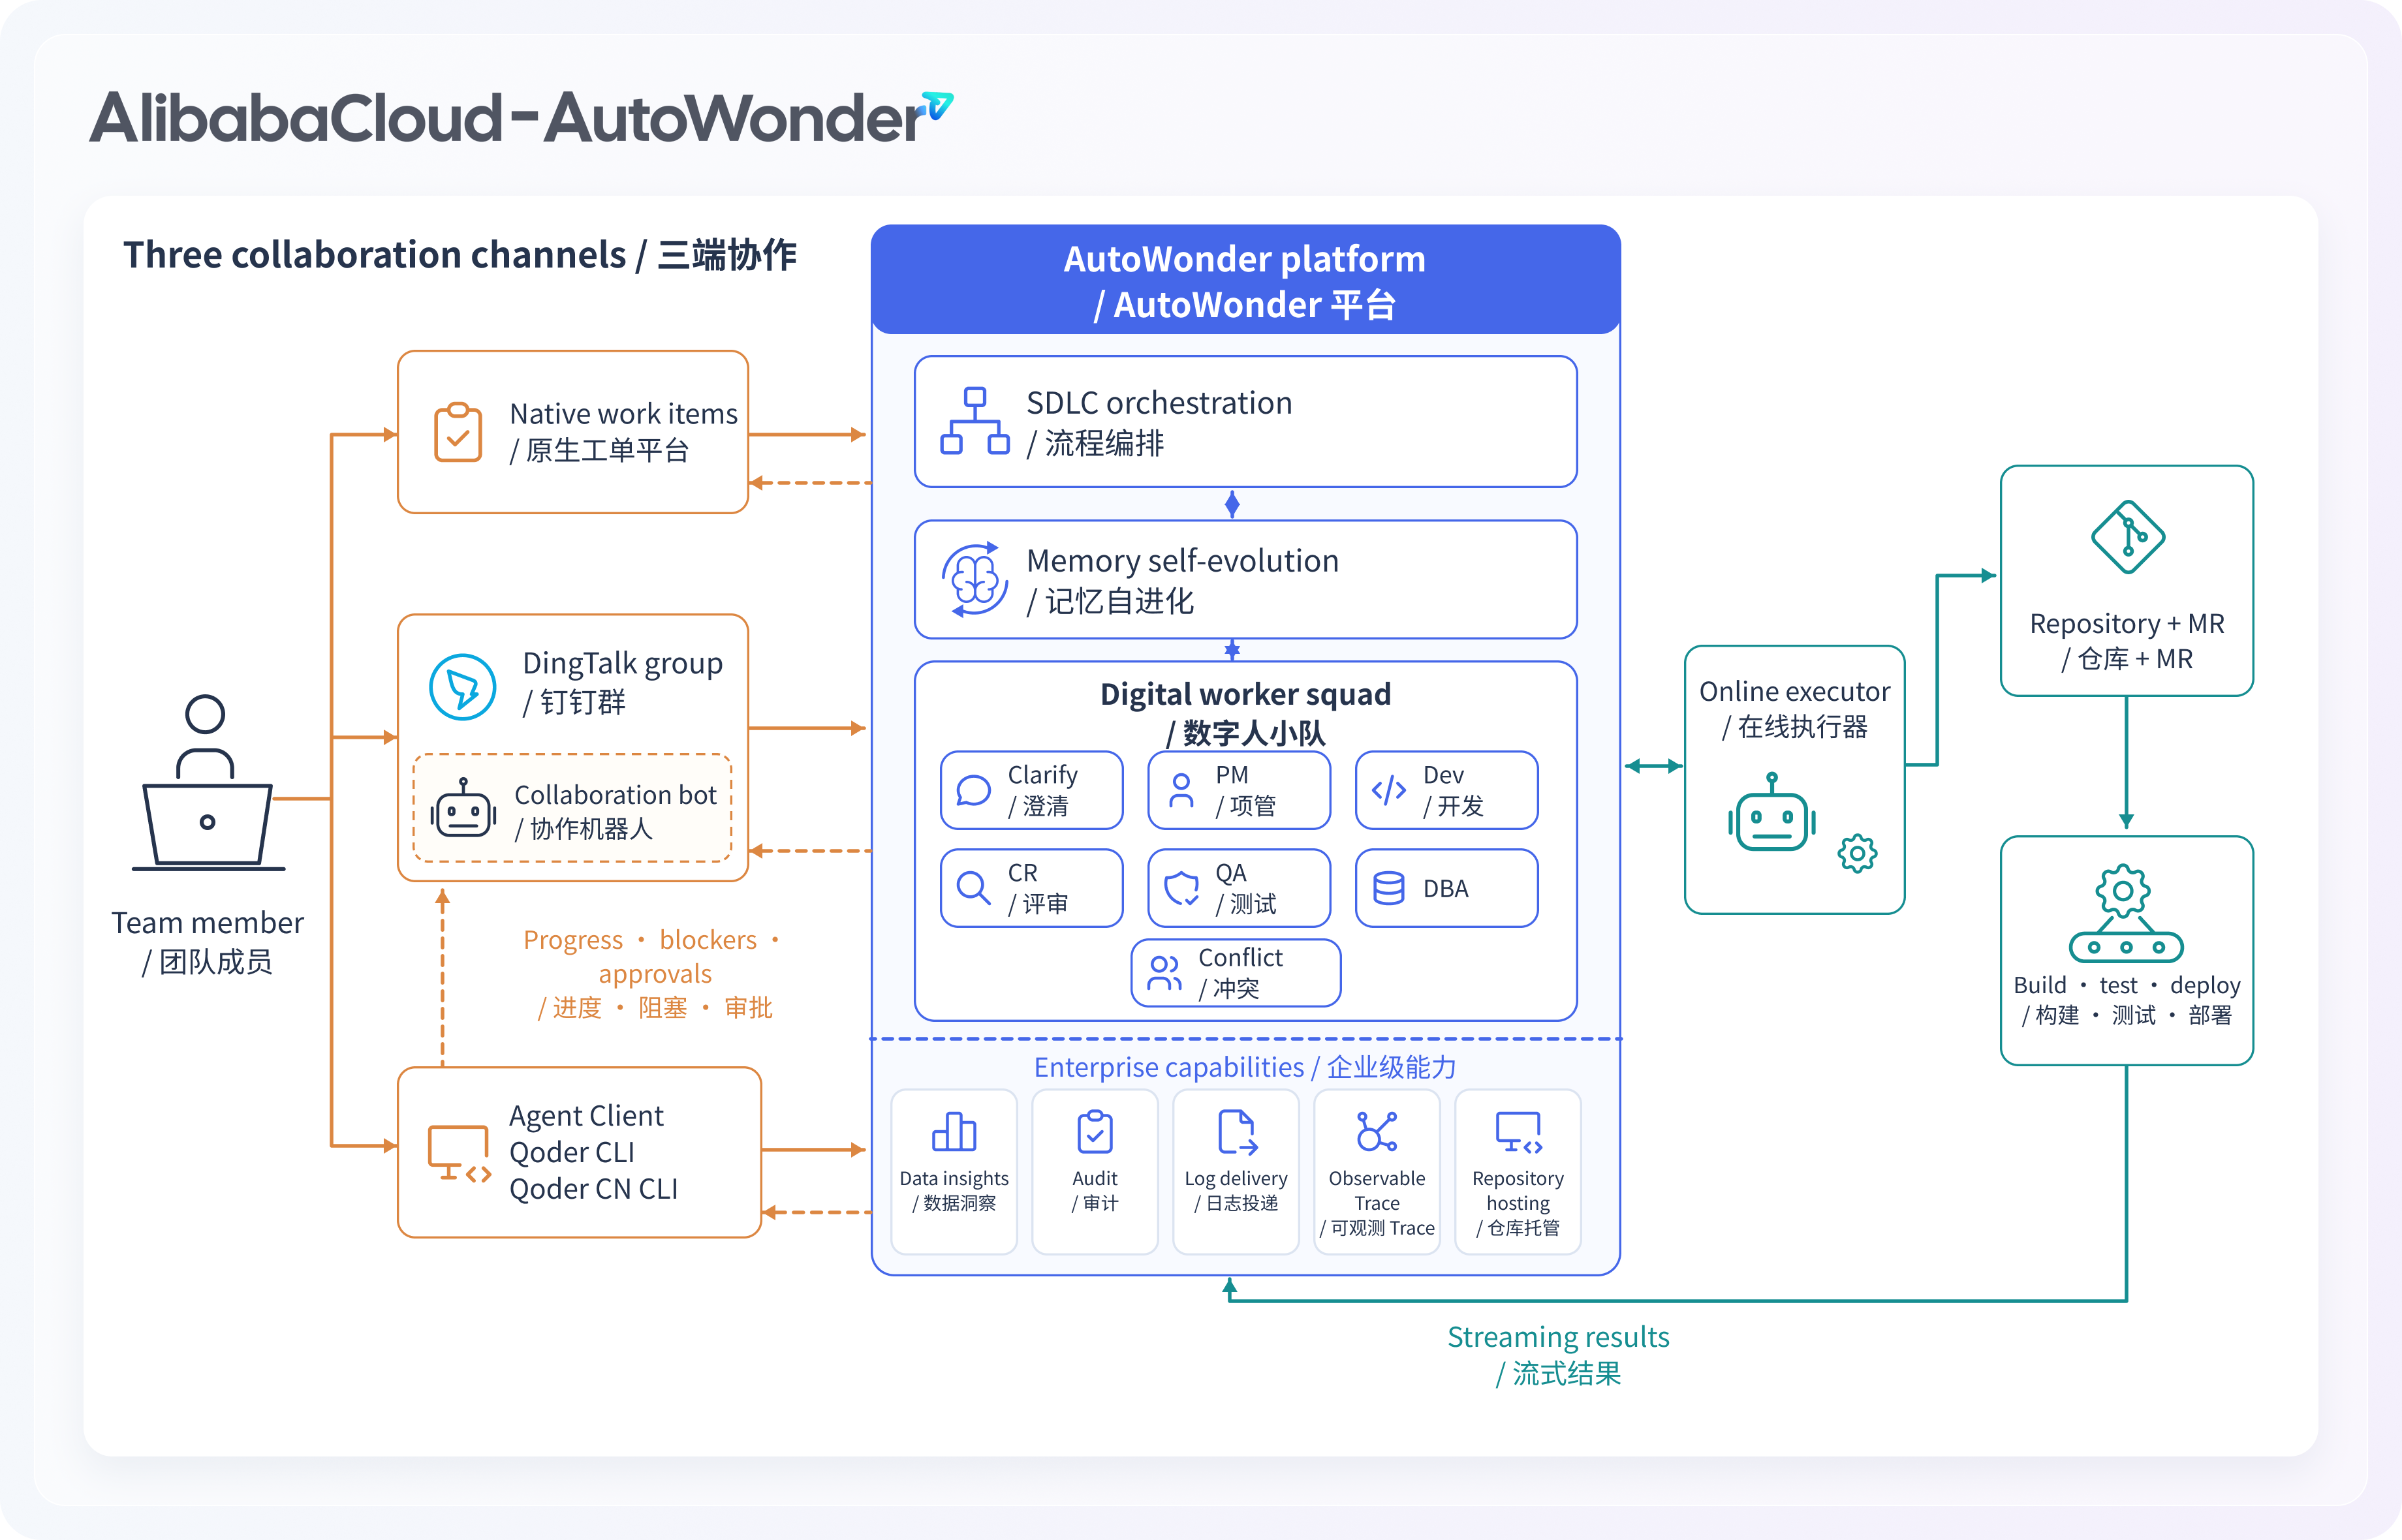 AlibabaCloud-AutoWonder
Three collaboration channels / 三端协作
Team member
/ 团队成员
Native work items
/ 原生工单平台
DingTalk group
/ 钉钉群
Collaboration bot
/ 协作机器人
Progress • blockers •
approvals
/ 进度 • 阻塞 • 审批
Agent Client
Qoder CLI
Qoder CN CLI
AutoWonder platform
/ AutoWonder 平台
SDLC orchestration
/ 流程编排
Memory self-evolution
/ 记忆自进化
Digital worker squad
/ 数字人小队
Clarify
/ 澄清
PM
/ 项管
Dev
/ 开发
CR
/ 评审
QA
/ 测试
DBA
Conflict
/ 冲突
Enterprise capabilities / 企业级能力
Data insights
/ 数据洞察
Audit
/ 审计
Log delivery
/ 日志投递
Observable
Trace
/ 可观测 Trace
Repository
hosting
/ 仓库托管
Online executor
/ 在线执行器
Repository + MR
/ 仓库 + MR
Build • test • deploy
/ 构建 • 测试 • 部署
Streaming results
/ 流式结果